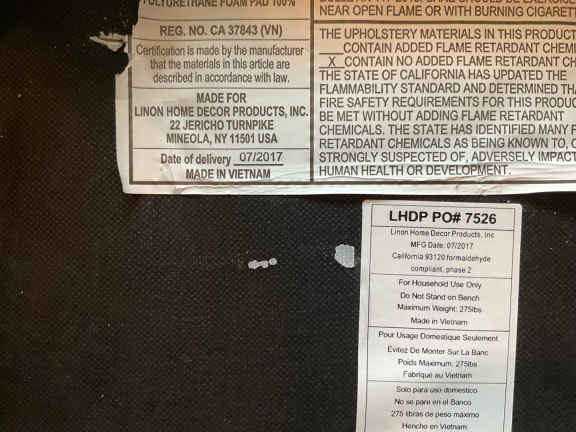 POLYURETHANE FOAM PAD 100%
REG. NO. CA 37843 (VN)
Certification is made by the manufacturer
that the materials in this article are
described in accordance with law.
MADE FOR
LINON HOME DECOR PRODUCTS, INC.
22 JERICHO TURNPIKE
MINEOLA, NY 11501 USA
Date of delivery 07/2017
MADE IN VIETNAM
NEAR OPEN FLAME OR WITH BURNING CIGARETT
THE UPHOLSTERY MATERIALS IN THIS PRODUCT
CONTAIN ADDED FLAME RETARDANT CHEM
X CONTAIN NO ADDED FLAME RETARDANT CH
THE STATE OF CALIFORNIA HAS UPDATED THE
FLAMMABILITY STANDARD AND DETERMINED THA
FIRE SAFETY REQUIREMENTS FOR THIS PRODUC
BE MET WITHOUT ADDING FLAME RETARDANT
CHEMICALS. THE STATE HAS IDENTIFIED MANY F
RETARDANT CHEMICALS AS BEING KNOWN TO, O
STRONGLY SUSPECTED OF, ADVERSELY IMPACT
HUMAN HEALTH OR DEVELOPMENT.
LHDP PO# 7526
Linon Home Decor Products, Inc
MFG Date: 07/2017
California 93120 formaldehyde
compliant, phase 2
For Household Use Only
Do Not Stand on Bench
Maximum Weight: 275lbs
Made in Vietnam
Pour Usage Domestique Seulement
Evitez De Monter Sur La Banc
Poids Maximum: 275lbs
Fabriqué au Vietnam
Solo para uso domestico
No se pare en el Banco
275 libras de peso máximo
Hencho en Vietnam